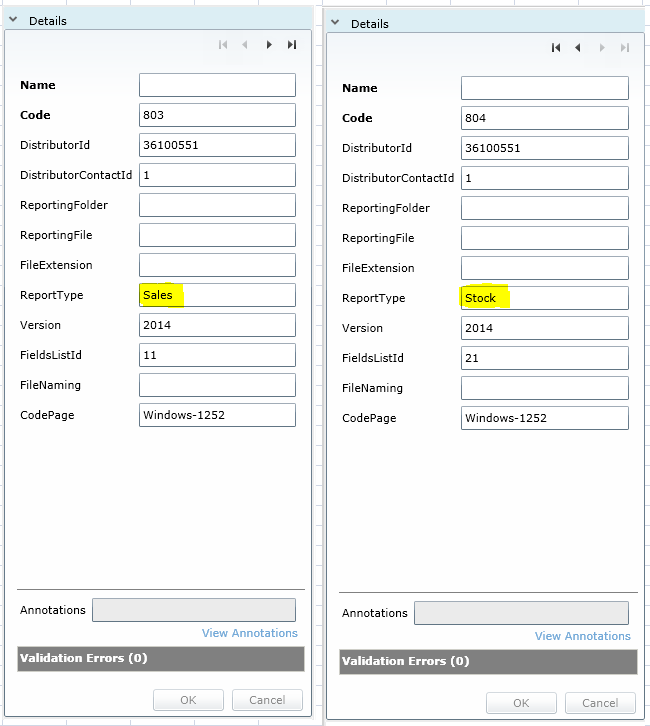 Details
Name
Code 803
DistributorId 36100551
DistributorContactId 1
ReportingFolder
ReportingFile
FileExtension
ReportType Sales
Version 2014
FieldsListId 11
FileNaming
CodePage Windows-1252
Annotations
View Annotations
Validation Errors (0)
OK Cancel
Details
Name
Code 804
DistributorId 36100551
DistributorContactId 1
ReportingFolder
ReportingFile
FileExtension
ReportType Stock
Version 2014
FieldsListId 21
FileNaming
CodePage Windows-1252
Annotations
View Annotations
Validation Errors (0)
OK Cancel